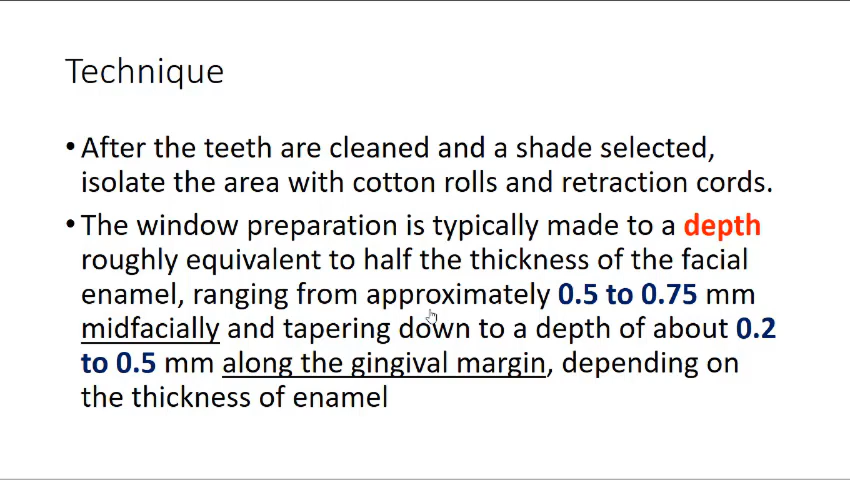 Technique
• After the teeth are cleaned and a shade selected,
isolate the area with cotton rolls and retraction cords.
• The window preparation is typically made to a depth
roughly equivalent to half the thickness of the facial
enamel, ranging from approximately 0.5 to 0.75 mm
midfacially and tapering down to a depth of about 0.2
to 0.5 mm along the gingival margin, depending on
the thickness of enamel